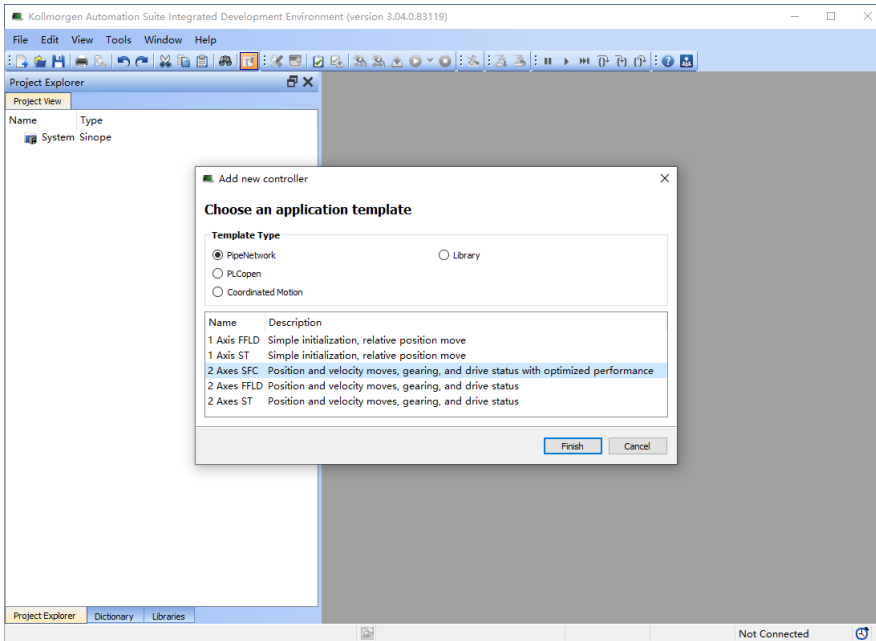 Kollmorgen Automation Suite Integrated Development Environment (version 3.04.0.83119)
File Edit View Tools Window Help
Project Explorer
Project View
Name Type
System Sinope
Add new controller
Choose an application template
Template Type
PipeNetwork
Library
PLCopen
Coordinated Motion
Name Description
1 Axis FFLD Simple initialization, relative position move
1 Axis ST Simple initialization, relative position move
2 Axes SFC Position and velocity moves, gearing, and drive status with optimized performance
2 Axes FFLD Position and velocity moves, gearing, and drive status
2 Axes ST Position and velocity moves, gearing, and drive status
Finish Cancel
Project Explorer Dictionary Libraries
Not Connected